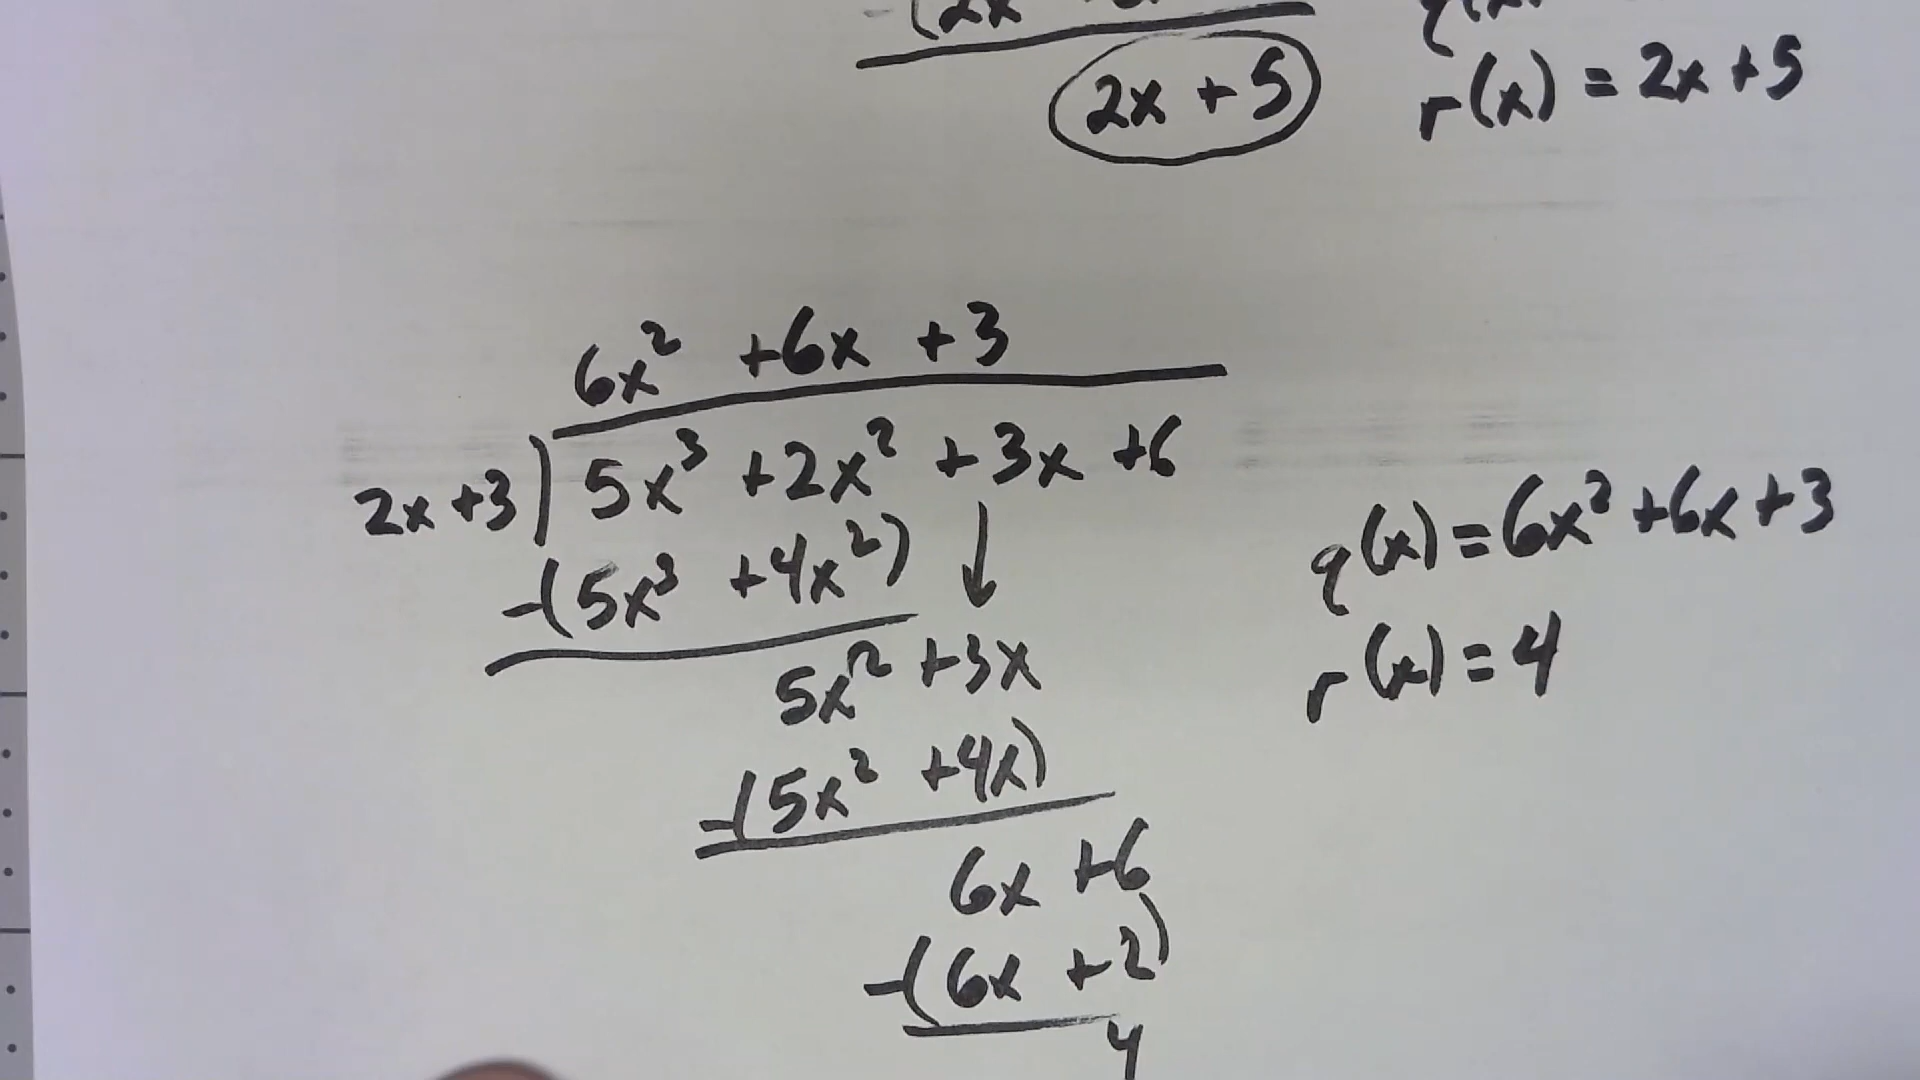 2x + 5
r(x) = 2x + 5
6x² + 6x + 3
2x + 3) 5x³ + 2x² + 3x + 6
-(5x³ + 4x²) ↓
5x² + 3x
-(5x² + 4x)
6x + 6
-(6x + 2)
4
q(x) = 6x² + 6x + 3
r(x) = 4